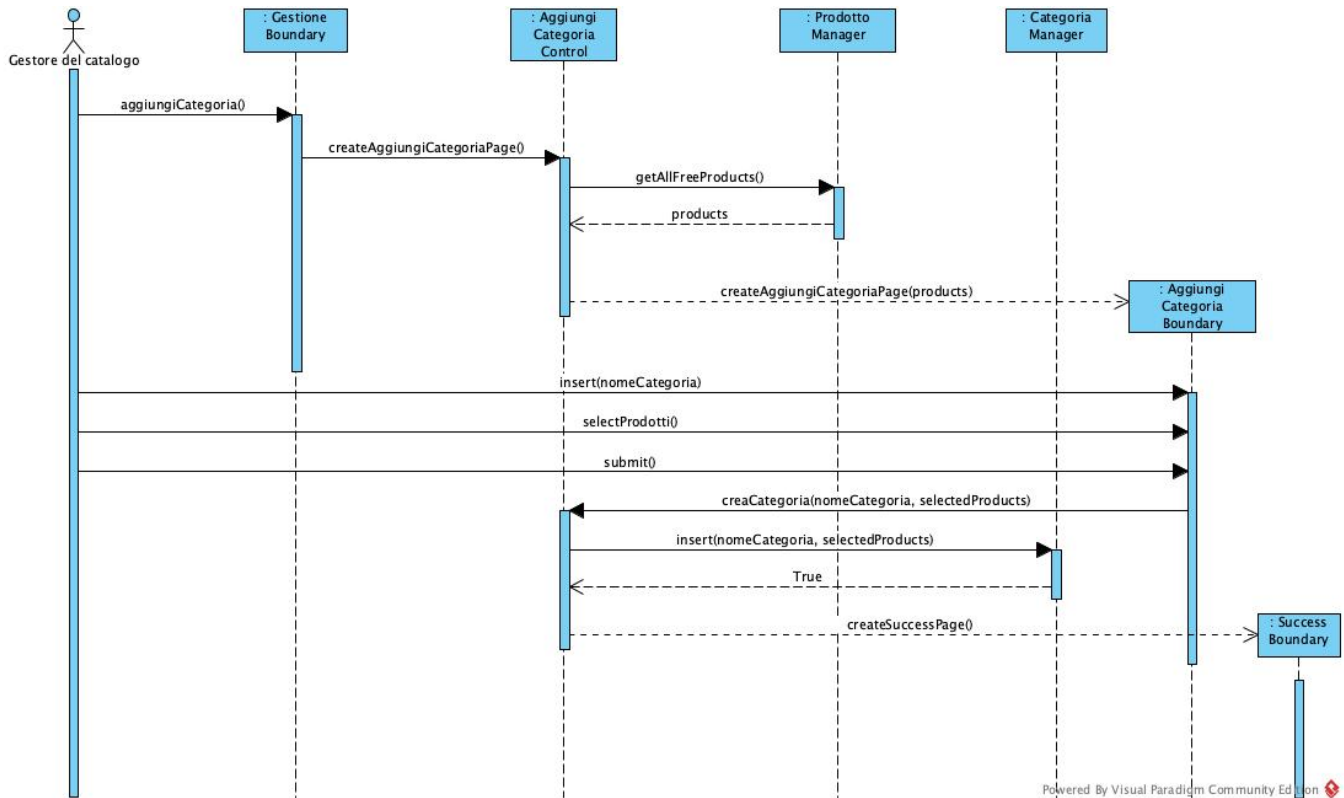 : Gestione
Boundary
: Aggiungi
Categoria
Control
: Prodotto
Manager
: Categoria
Manager
Gestore del catalogo
aggiungiCategoria()
createAggiungiCategoriaPage()
getAllFreeProducts()
products
createAggiungiCategoriaPage(products)
: Aggiungi
Categoria
Boundary
insert(nomeCategoria)
selectProdotti()
submit()
creaCategoria(nomeCategoria, selectedProducts)
insert(nomeCategoria, selectedProducts)
True
createSuccessPage()
: Success
Boundary
Powered By Visual Paradigm Community Edition